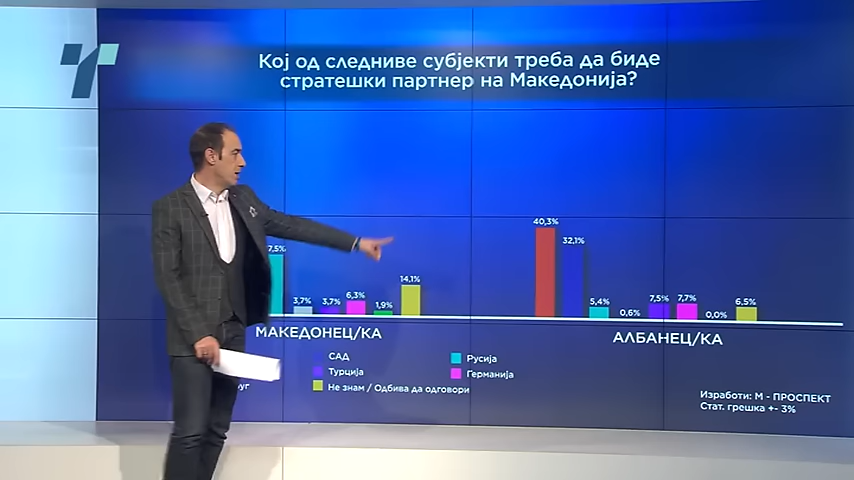 Кој од следниве субјекти треба да биде
стратешки партнер на Македонија?
7,5%
3,7%
3,7%
6,3%
1,9%
14,1%
40,3%
32,1%
5,4%
0,6%
7,5%
7,7%
0,0%
6,5%
МАКЕДОНЕЦ/КА
АЛБАНЕЦ/КА
САД
Русија
Турција
Германија
Не знам / Одбива да одговори
Изработи: М - ПРОСПЕКТ
Стат. грешка +- 3%